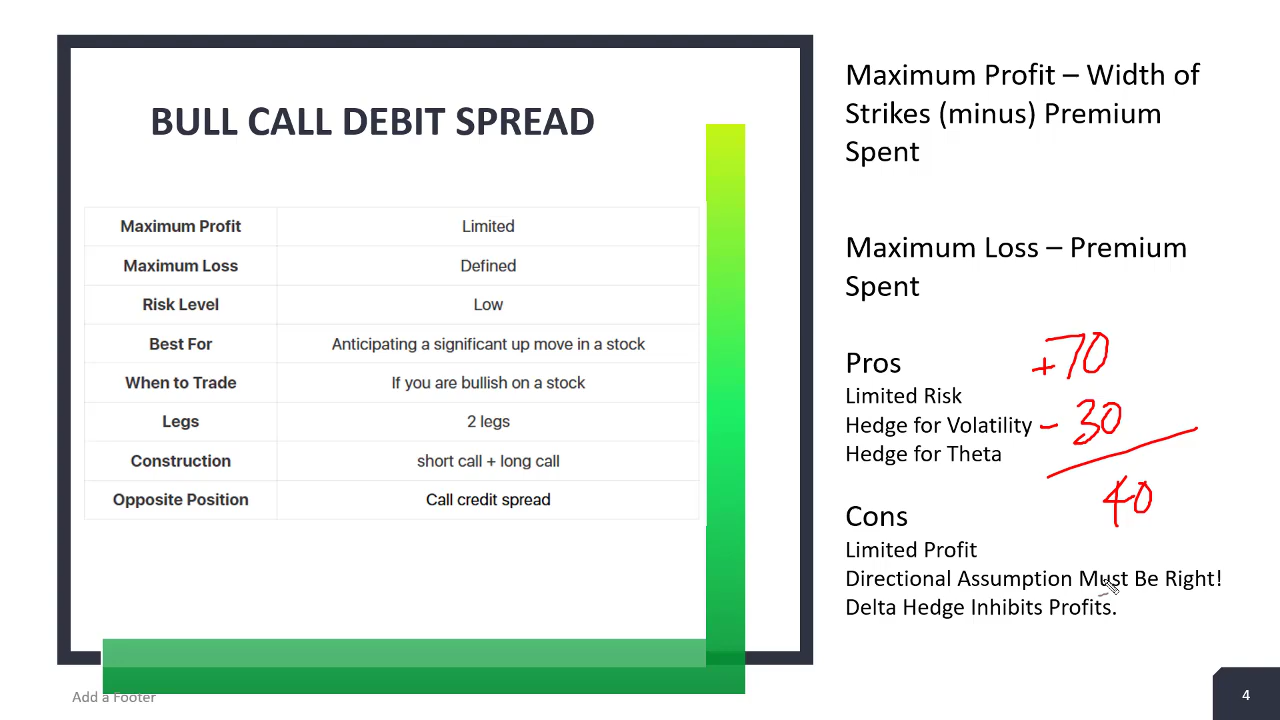 BULL CALL DEBIT SPREAD
Maximum Profit Limited
Maximum Loss Defined
Risk Level Low
Best For Anticipating a significant up move in a stock
When to Trade If you are bullish on a stock
Legs 2 legs
Construction short call + long call
Opposite Position Call credit spread
Add a Footer
Maximum Profit – Width of
Strikes (minus) Premium
Spent
Maximum Loss – Premium
Spent
Pros
Limited Risk
Hedge for Volatility
Hedge for Theta
+70
- 30
40
Cons
Limited Profit
Directional Assumption Must Be Right!
Delta Hedge Inhibits Profits.
4